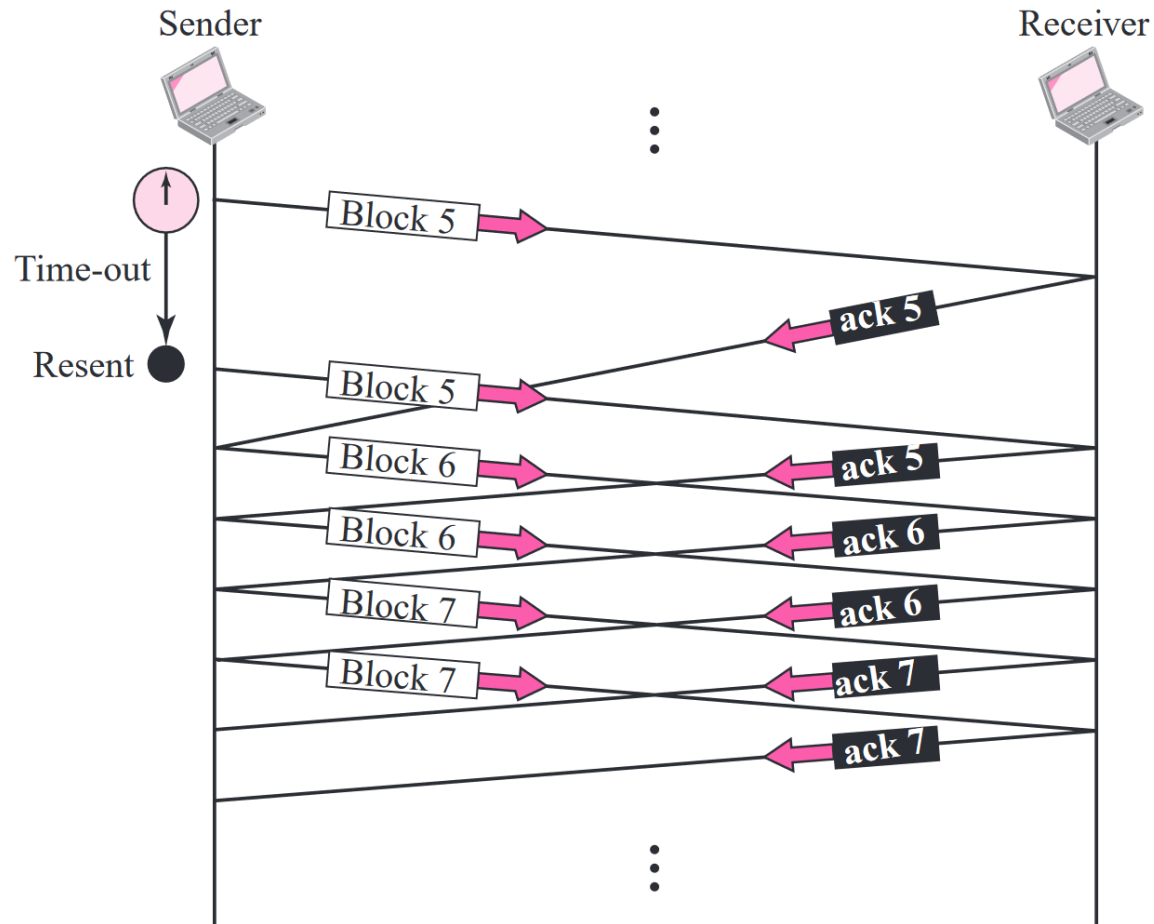 Sender
Receiver
Block 5
Time-out
ack 5
Resent
Block 5
Block 6
ack 5
Block 6
ack 6
Block 7
ack 6
Block 7
ack 7
ack 7